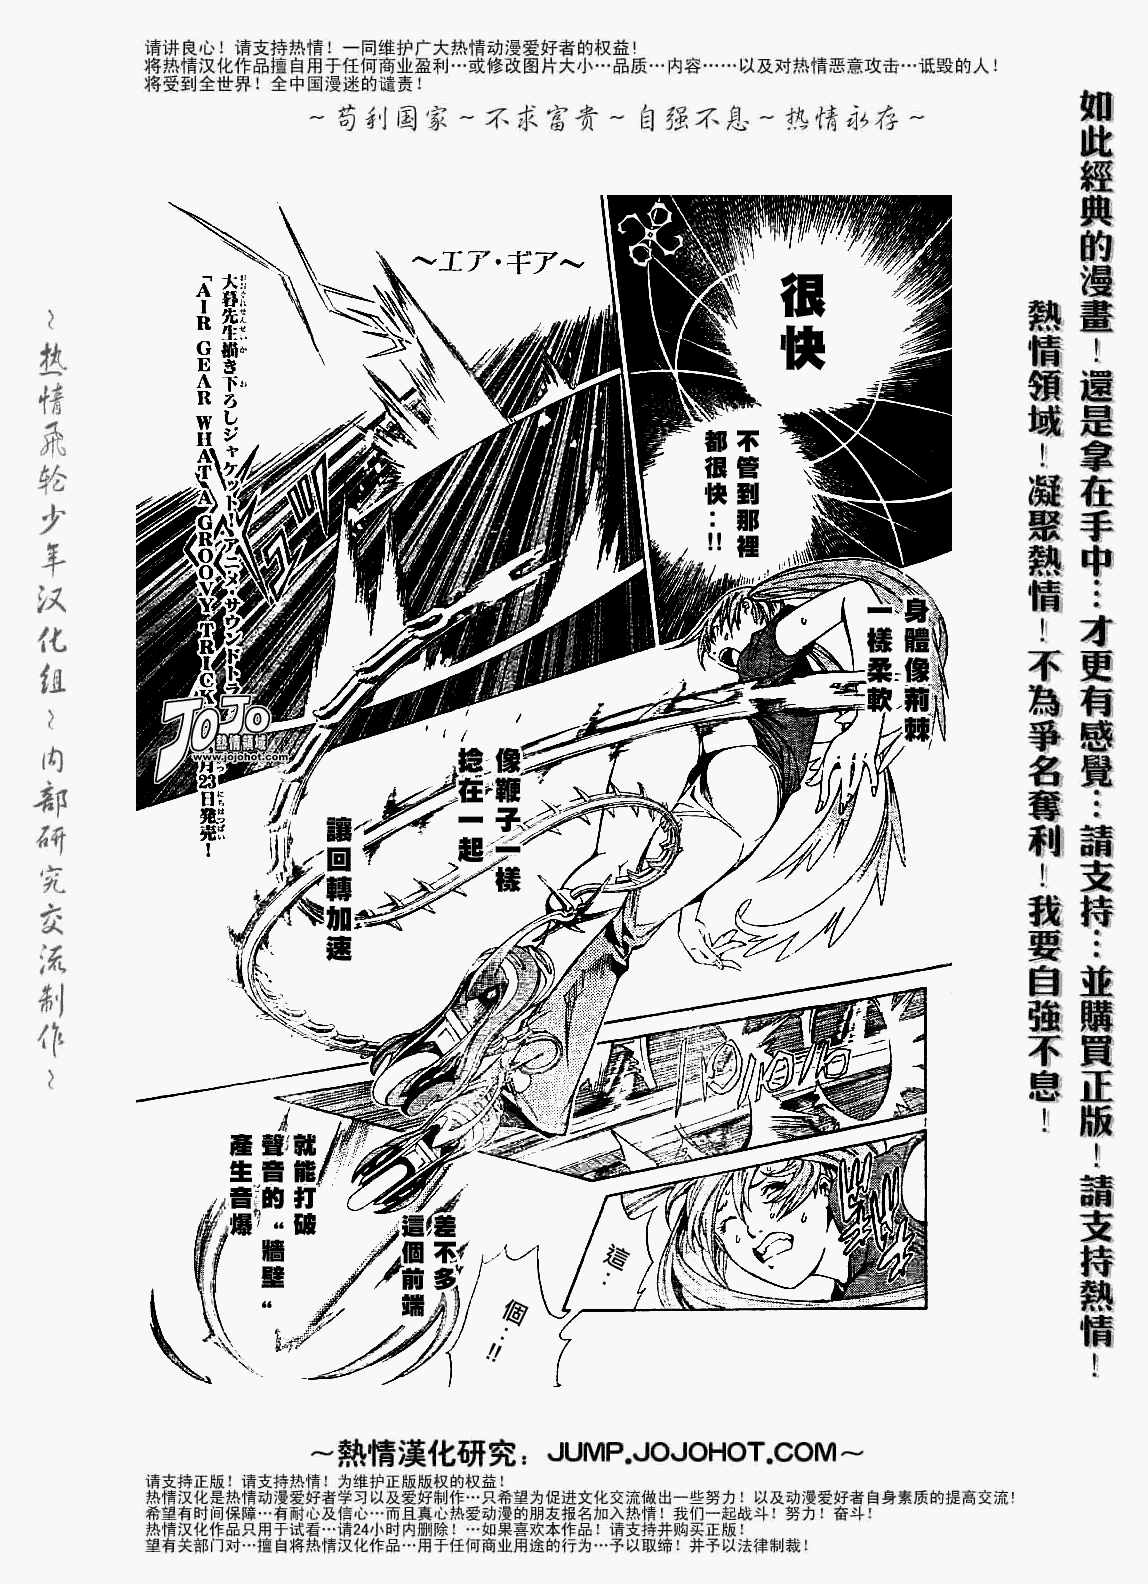 请讲良心！请支持热情！一同维护广大热情动漫爱好者的权益！
将热情汉化作品擅自用于任何商业盈利…或修改图片大小…品质…内容……以及对热情恶意攻击…诋毁的人！
将受到全世界！全中国漫迷的谴责！
～苟利国家～不求富贵～自强不息～热情永存～
如此經典的漫畫！還是拿在手中…才更有感覺…請支持…並購買正版！請支持熱情！
熱情領域！凝聚熱情！不為爭名奪利！我要自強不息！
～エア・ギア～
很快
不管到那裡
都很快…!!
大暮先生描き下ろしジャケット！アニメ・サウンドトラ
「AIR GEAR WHAT A GROOVY TRICK
月23日発売！
JOJO
熱情領域
www.jojohot.com
身體像荊棘
一樣柔軟
像鞭子一樣
捻在一起
讓回轉加速
這…
個…!!
差不多
這個前端
就能打破
聲音的“牆壁“
產生音爆
～热情飛轮少年汉化组～内部研究交流制作～
～熱情漢化研究：JUMP.JOJOHOT.COM～
请支持正版！请支持热情！为维护正版版权的权益！
热情汉化是热情动漫爱好者学习以及爱好制作…只希望为促进文化交流做出一些努力！以及动漫爱好者自身素质的提高交流！
希望有时间保障…有耐心及信心…而且真心热爱动漫的朋友报名加入热情！我们一起战斗！努力！奋斗！
热情汉化作品只用于试看…请24小时内删除！…如果喜欢本作品！请支持并购买正版！
望有关部门对…擅自将热情汉化作品…用于任何商业用途的行为…予以取缔！并予以法律制裁！